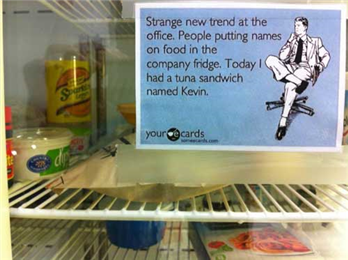 Strange new trend at the
office. People putting names
on food in the
company fridge. Today I
had a tuna sandwich
named Kevin.
your e cards
someecards.com